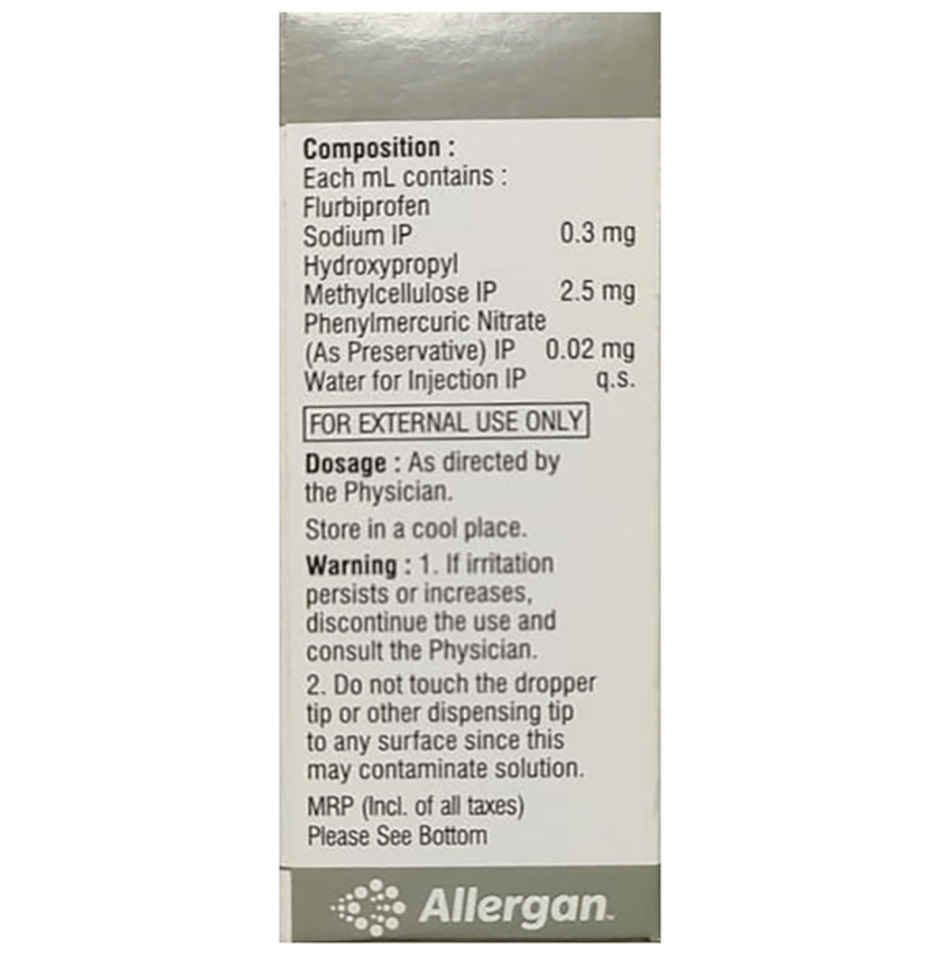 Composition :
Each mL contains :
Flurbiprofen
Sodium IP 0.3 mg
Hydroxypropyl
Methylcellulose IP 2.5 mg
Phenylmercuric Nitrate
(As Preservative) IP 0.02 mg
Water for Injection IP q.s.
FOR EXTERNAL USE ONLY
Dosage : As directed by
the Physician.
Store in a cool place.
Warning : 1. If irritation
persists or increases,
discontinue the use and
consult the Physician.
2. Do not touch the dropper
tip or other dispensing tip
to any surface since this
may contaminate solution.
MRP (Incl. of all taxes)
Please See Bottom
Allergan™